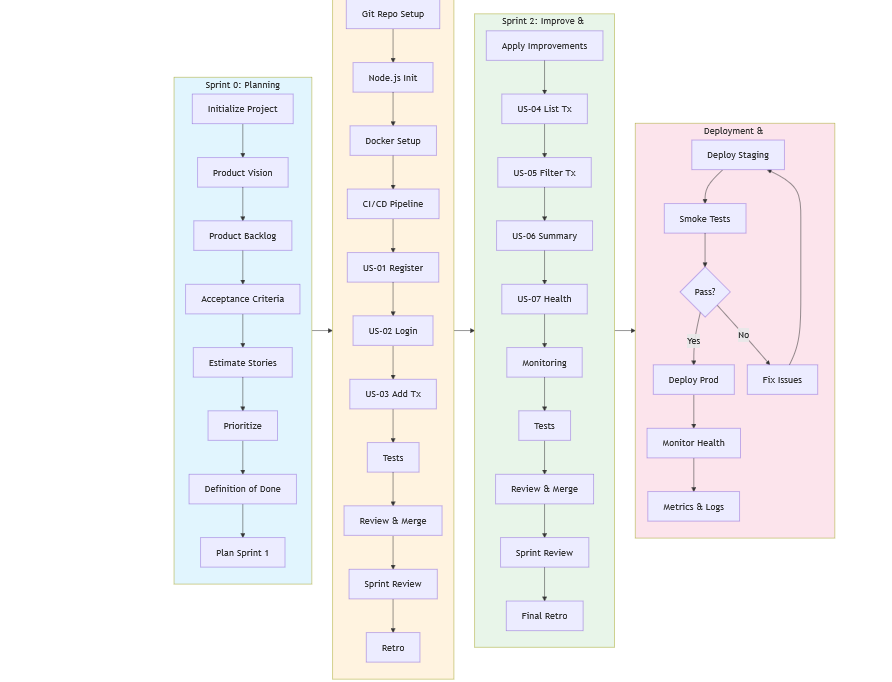 Sprint 0: Planning
Initialize Project
Product Vision
Product Backlog
Acceptance Criteria
Estimate Stories
Prioritize
Definition of Done
Plan Sprint 1
Git Repo Setup
Node.js Init
Docker Setup
CI/CD Pipeline
US-01 Register
US-02 Login
US-03 Add Tx
Tests
Review & Merge
Sprint Review
Retro
Sprint 2: Improve &
Apply Improvements
US-04 List Tx
US-05 Filter Tx
US-06 Summary
US-07 Health
Monitoring
Tests
Review & Merge
Sprint Review
Final Retro
Deployment &
Deploy Staging
Smoke Tests
Pass?
Yes
No
Deploy Prod
Fix Issues
Monitor Health
Metrics & Logs